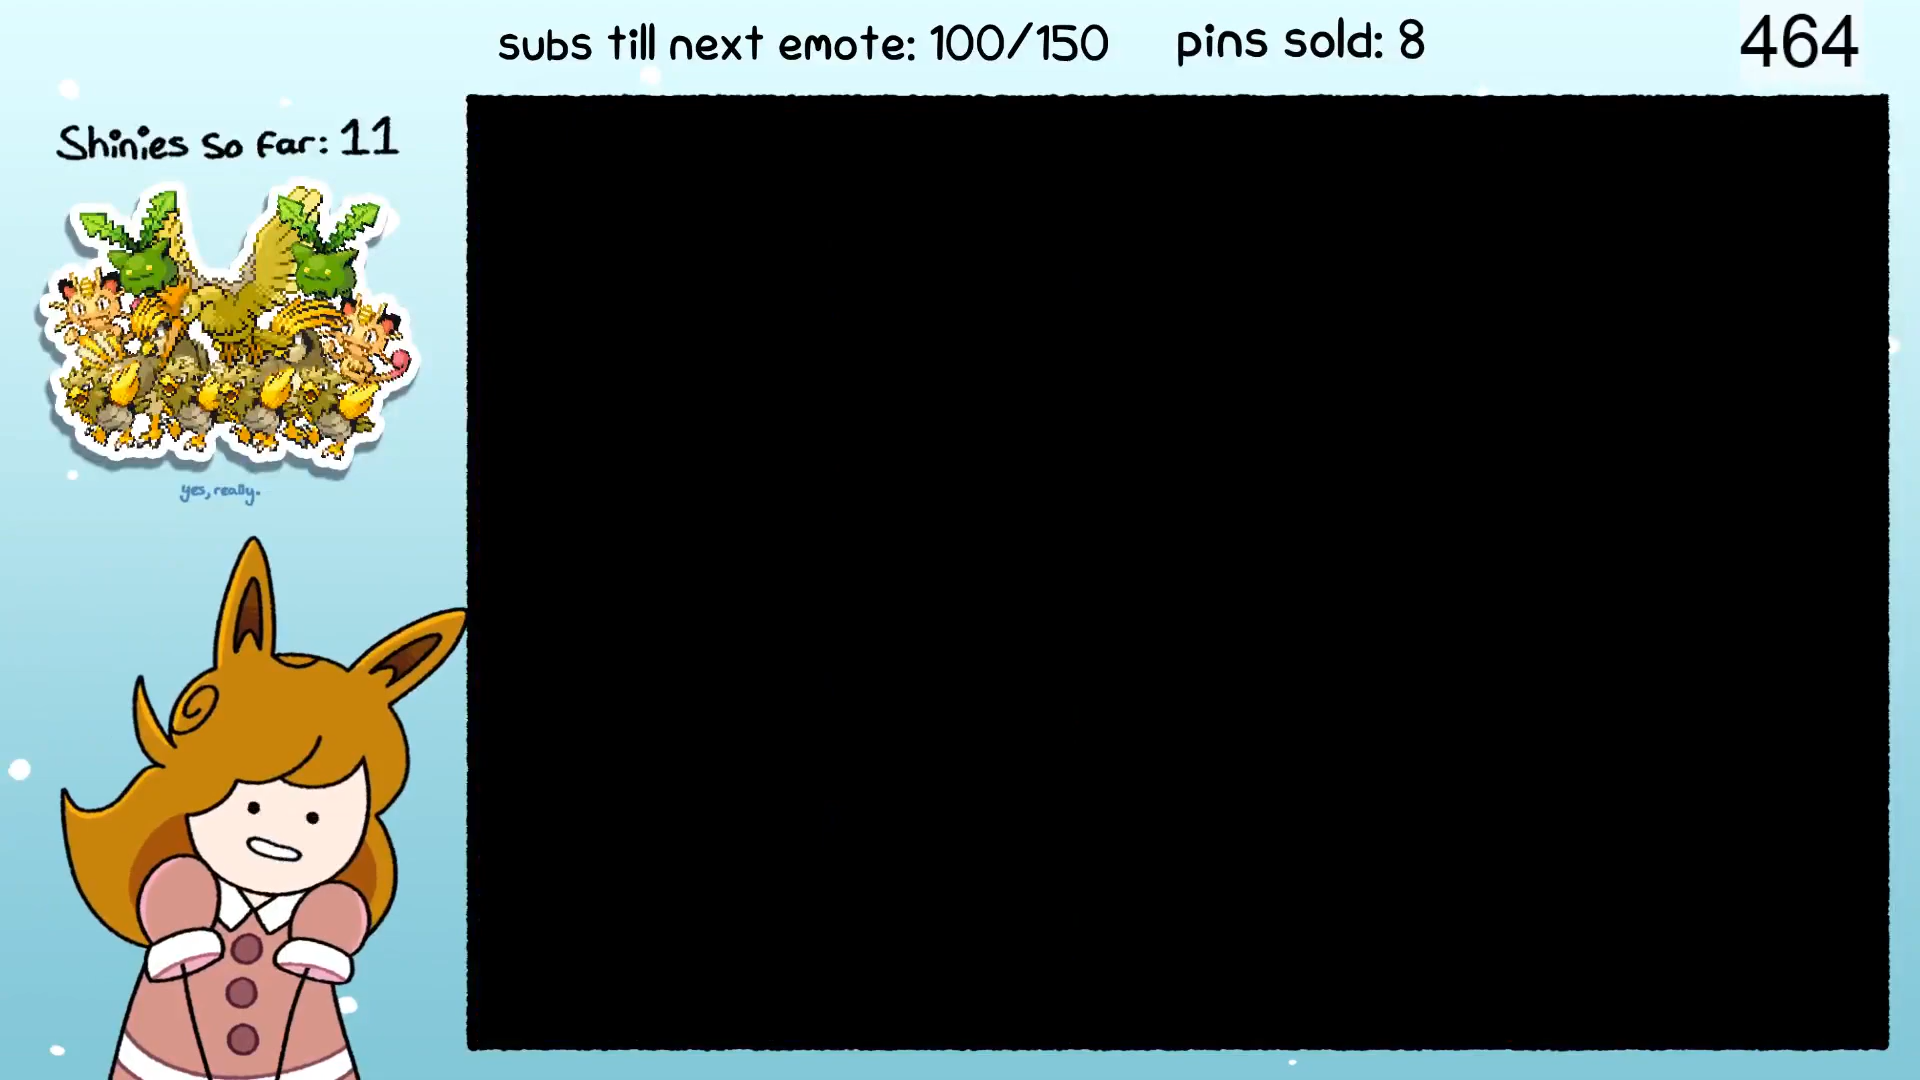 subs till next emote: 100/150
pins sold: 8
464
Shinies So Far: 11
yes, really.